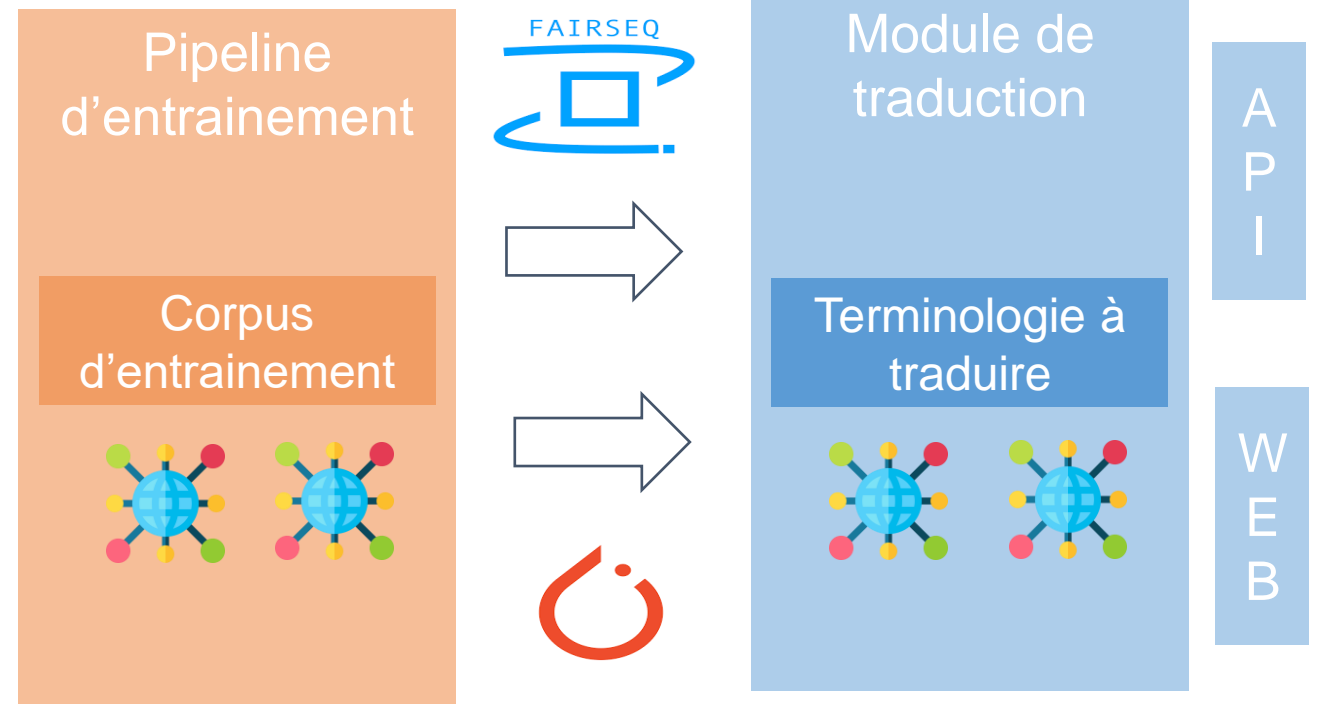 Pipeline
d’entrainement
Corpus
d’entrainement
FAIRSEQ
Module de
traduction
Terminologie à
traduire
A
P
I
W
E
B